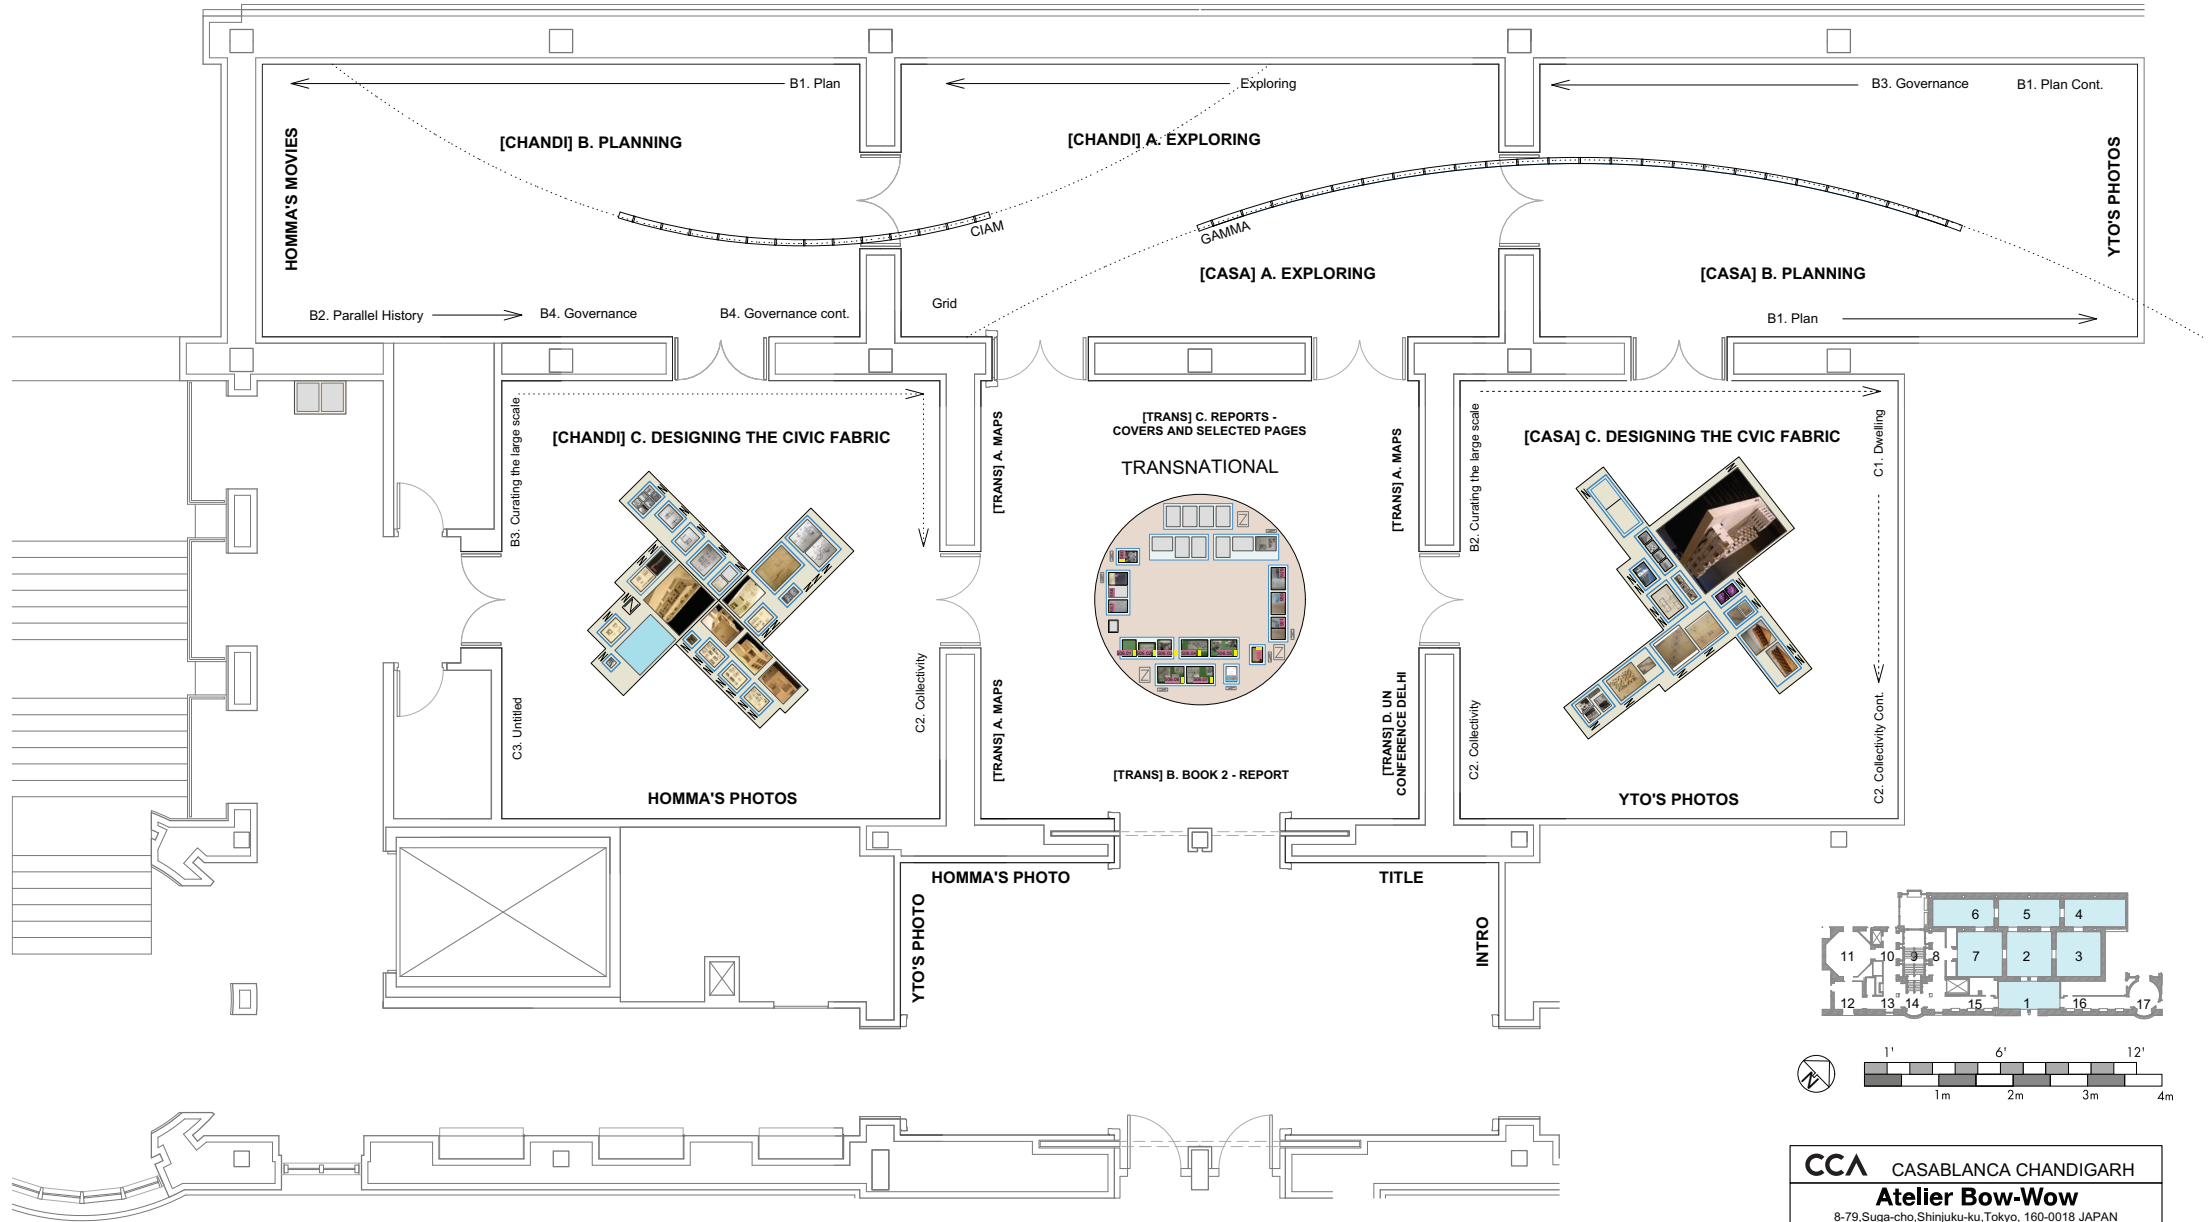 B1. Plan
Exploring
B3. Governance
B1. Plan Cont.
[CHANDI] B. PLANNING
[CHANDI] A. EXPLORING
HOMMA'S MOVIES
YTO'S PHOTOS
CIAM
GAMMA
[CASA] A. EXPLORING
[CASA] B. PLANNING
B2. Parallel History
B4. Governance
B4. Governance cont.
Grid
B1. Plan
B3. Curating the large scale
[CHANDI] C. DESIGNING THE CIVIC FABRIC
[TRANS] A. MAPS
[TRANS] C. REPORTS -
COVERS AND SELECTED PAGES
TRANSNATIONAL
[TRANS] A. MAPS
B2. Curating the large scale
[CASA] C. DESIGNING THE CVIC FABRIC
C1. Dwelling
C3. Untitled
C2. Collectivity
[TRANS] A. MAPS
[TRANS] B. BOOK 2 - REPORT
[TRANS] D. UN
CONFERENCE DELHI
C2. Collectivity
C2. Collectivity Cont.
HOMMA'S PHOTOS
YTO'S PHOTOS
HOMMA'S PHOTO
TITLE
YTO'S PHOTO
INTRO
6 5 4
11 10 9 8 7 2 3
12 13 14 15 1 16 17
N
1' 6' 12'
1m 2m 3m 4m
CCA CASABLANCA CHANDIGARH
Atelier Bow-Wow
8-79,Suga-cho,Shinjuku-ku,Tokyo, 160-0018 JAPAN